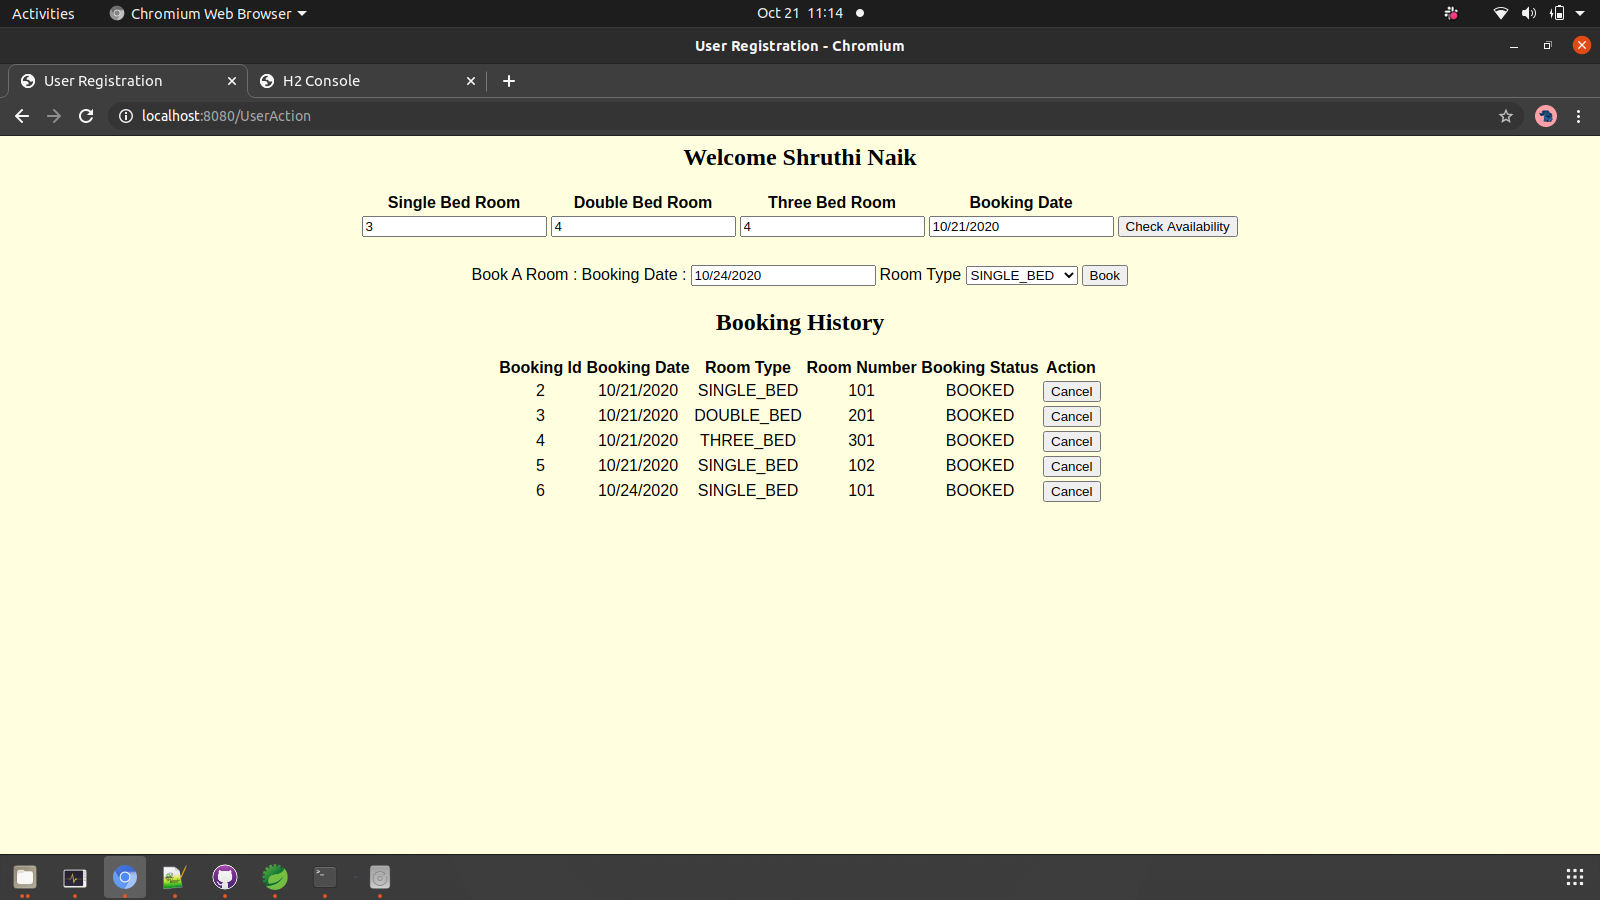 Activities Chromium Web Browser Oct 21 11:14
User Registration - Chromium
User Registration H2 Console
localhost:8080/UserAction
Welcome Shruthi Naik
Single Bed Room Double Bed Room Three Bed Room Booking Date
3 4 4 10/21/2020 Check Availability
Book A Room : Booking Date : 10/24/2020 Room Type SINGLE_BED Book
Booking History
Booking Id Booking Date Room Type Room Number Booking Status Action
2 10/21/2020 SINGLE_BED 101 BOOKED Cancel
3 10/21/2020 DOUBLE_BED 201 BOOKED Cancel
4 10/21/2020 THREE_BED 301 BOOKED Cancel
5 10/21/2020 SINGLE_BED 102 BOOKED Cancel
6 10/24/2020 SINGLE_BED 101 BOOKED Cancel